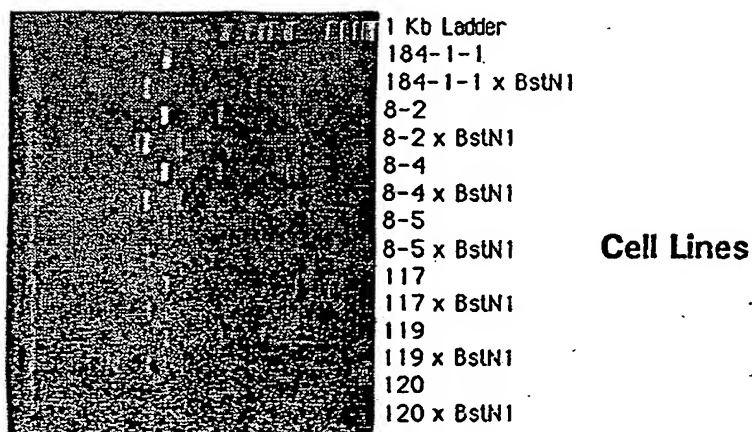 1 Kb Ladder
184-1-1
184-1-1 x BstN1
8-2
8-2 x BstN1
8-4
8-4 x BstN1
8-5
8-5 x BstN1
Cell Lines
117
117 x BstN1
119
119 x BstN1
120
120 x BstN1